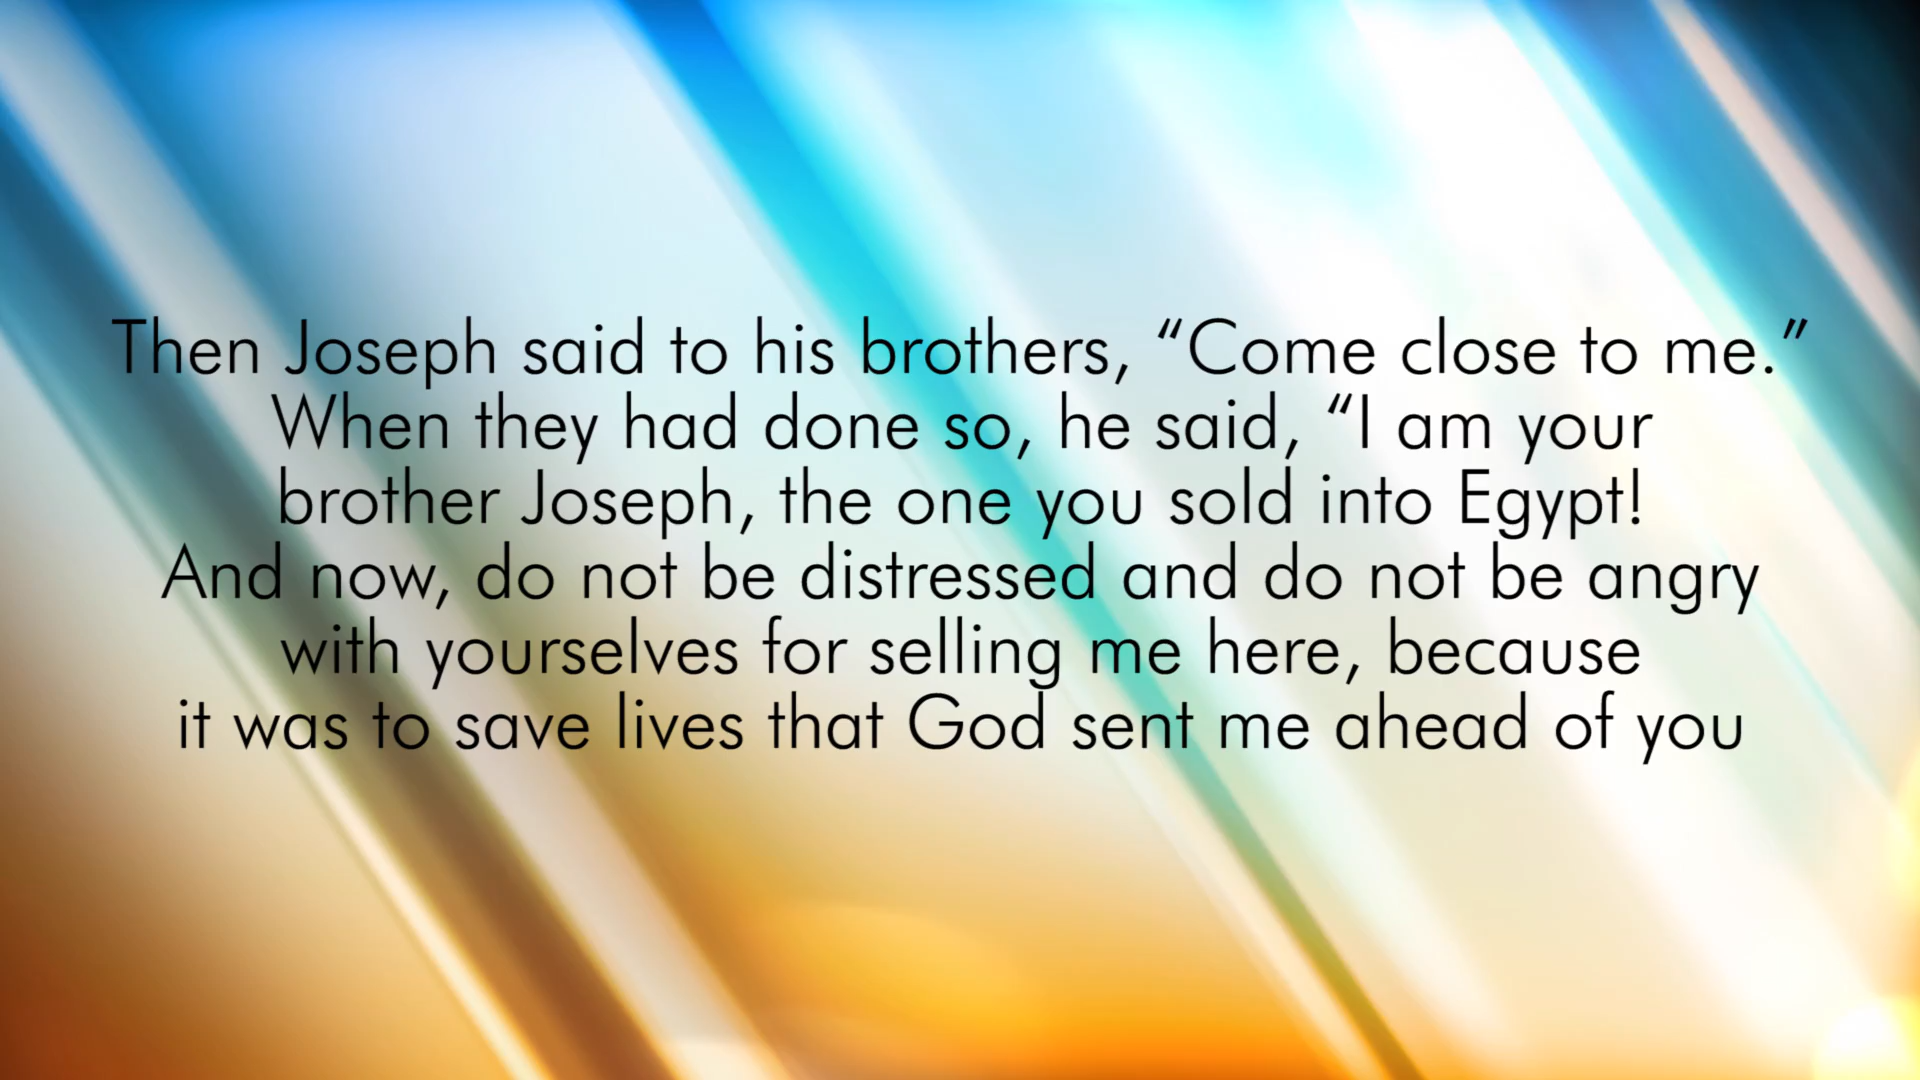 Then Joseph said to his brothers, “Come close to me.”
When they had done so, he said, “I am your
brother Joseph, the one you sold into Egypt!
And now, do not be distressed and do not be angry
with yourselves for selling me here, because
it was to save lives that God sent me ahead of you